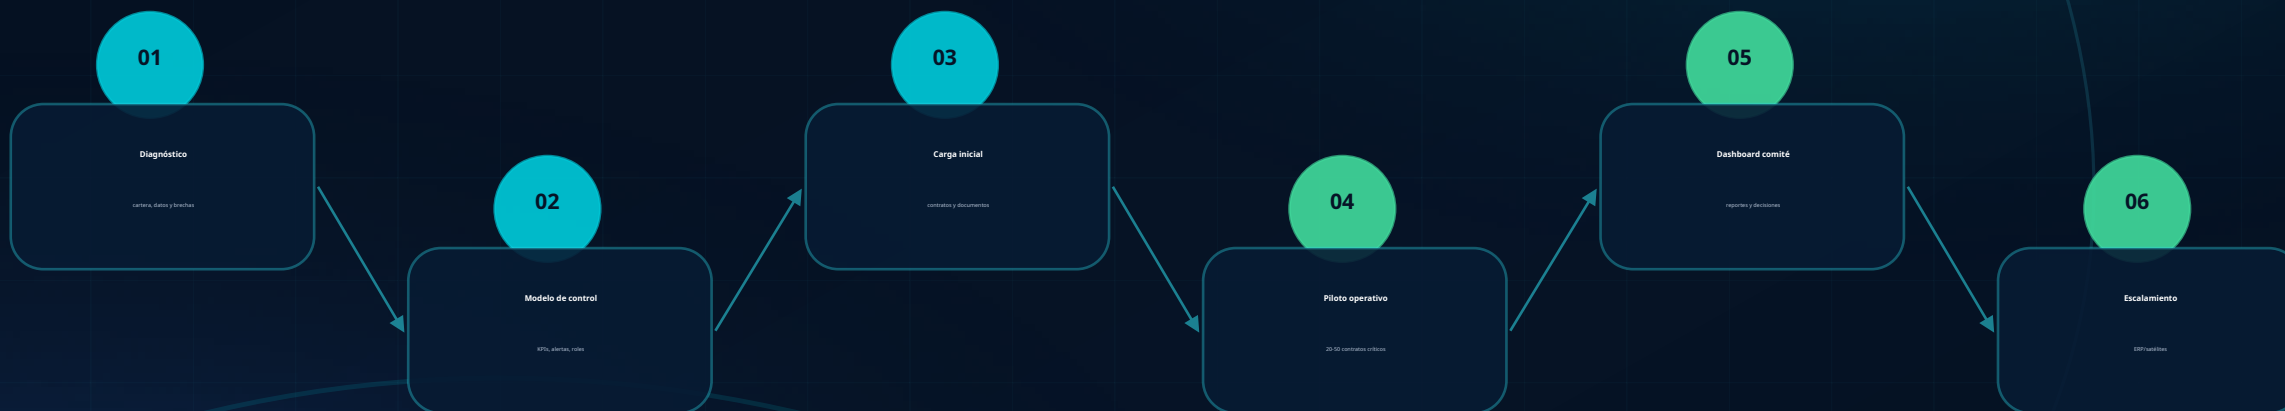 01
Diagnóstico
cartera, datos y brechas
02
Modelo de control
KPIs, alertas, roles
03
Carga inicial
contratos y documentos
04
Piloto operativo
20-50 contratos críticos
05
Dashboard comité
reportes y decisiones
06
Escalamiento
ERP/satélites